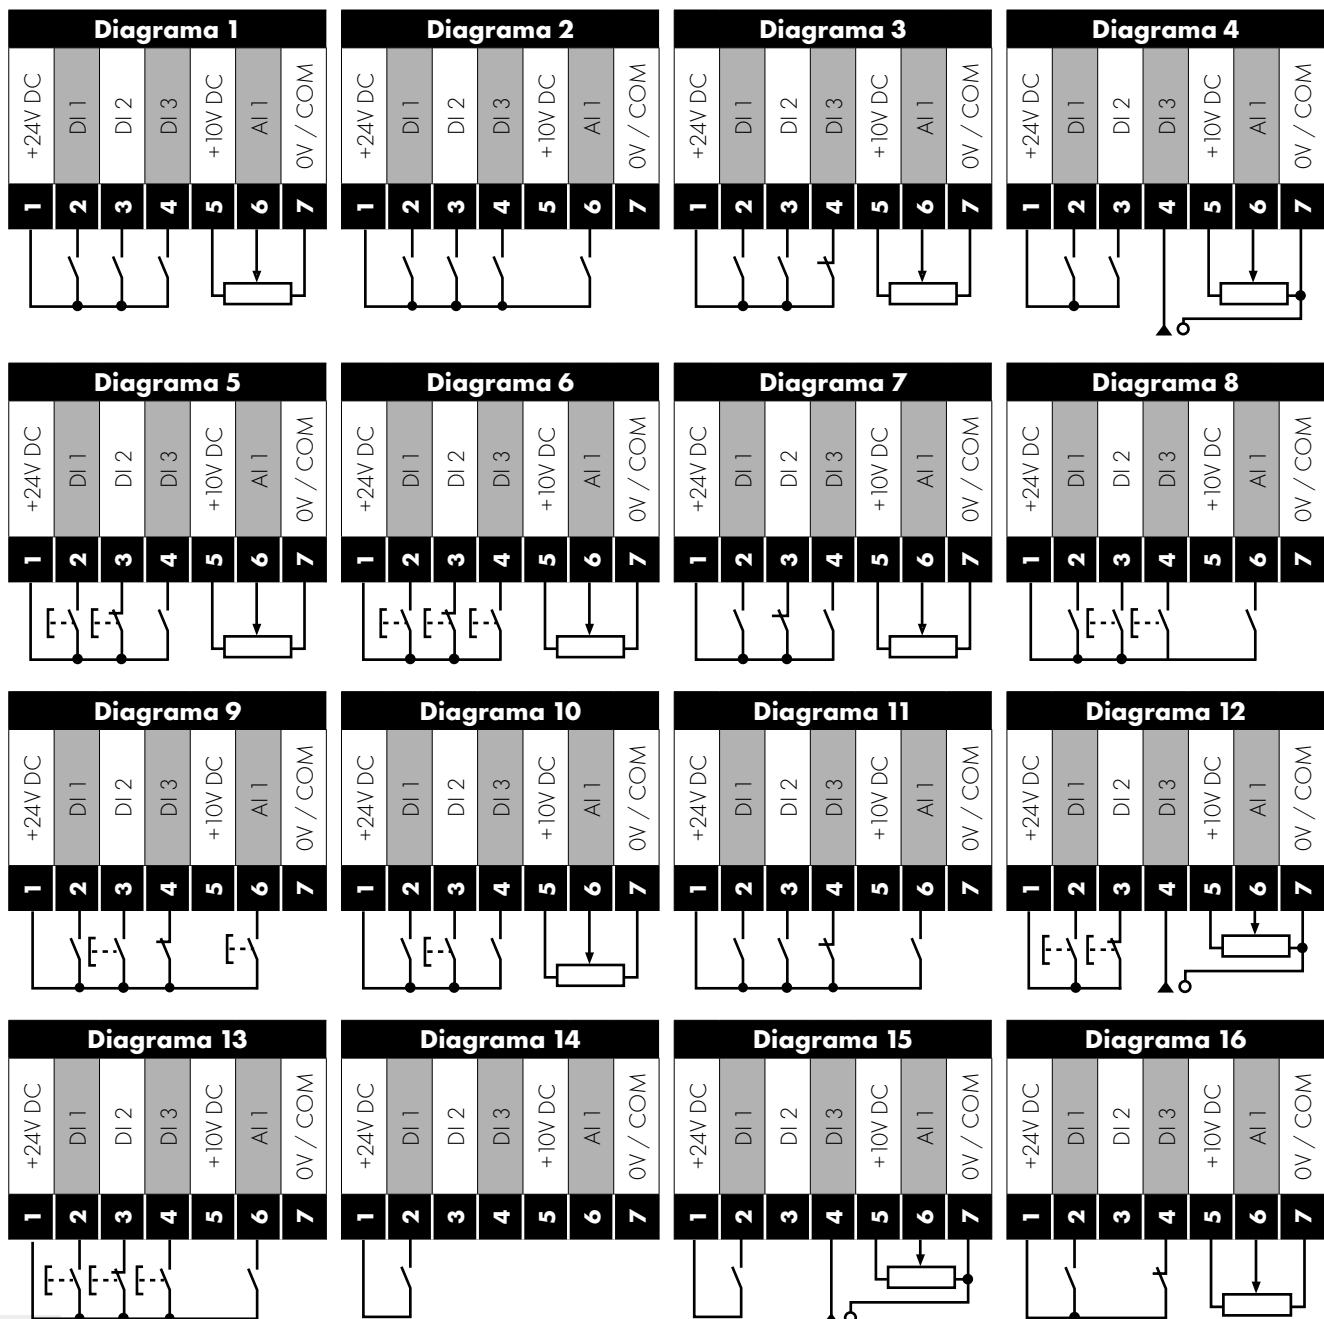 Diagrama 1
+24V DC
DI 1
DI 2
DI 3
+10V DC
AI 1
0V / COM
1 2 3 4 5 6 7
Diagrama 2
+24V DC
DI 1
DI 2
DI 3
+10V DC
AI 1
0V / COM
1 2 3 4 5 6 7
Diagrama 3
+24V DC
DI 1
DI 2
DI 3
+10V DC
AI 1
0V / COM
1 2 3 4 5 6 7
Diagrama 4
+24V DC
DI 1
DI 2
DI 3
+10V DC
AI 1
0V / COM
1 2 3 4 5 6 7
Diagrama 5
+24V DC
DI 1
DI 2
DI 3
+10V DC
AI 1
0V / COM
1 2 3 4 5 6 7
Diagrama 6
+24V DC
DI 1
DI 2
DI 3
+10V DC
AI 1
0V / COM
1 2 3 4 5 6 7
Diagrama 7
+24V DC
DI 1
DI 2
DI 3
+10V DC
AI 1
0V / COM
1 2 3 4 5 6 7
Diagrama 8
+24V DC
DI 1
DI 2
DI 3
+10V DC
AI 1
0V / COM
1 2 3 4 5 6 7
Diagrama 9
+24V DC
DI 1
DI 2
DI 3
+10V DC
AI 1
0V / COM
1 2 3 4 5 6 7
Diagrama 10
+24V DC
DI 1
DI 2
DI 3
+10V DC
AI 1
0V / COM
1 2 3 4 5 6 7
Diagrama 11
+24V DC
DI 1
DI 2
DI 3
+10V DC
AI 1
0V / COM
1 2 3 4 5 6 7
Diagrama 12
+24V DC
DI 1
DI 2
DI 3
+10V DC
AI 1
0V / COM
1 2 3 4 5 6 7
Diagrama 13
+24V DC
DI 1
DI 2
DI 3
+10V DC
AI 1
0V / COM
1 2 3 4 5 6 7
Diagrama 14
+24V DC
DI 1
DI 2
DI 3
+10V DC
AI 1
0V / COM
1 2 3 4 5 6 7
Diagrama 15
+24V DC
DI 1
DI 2
DI 3
+10V DC
AI 1
0V / COM
1 2 3 4 5 6 7
Diagrama 16
+24V DC
DI 1
DI 2
DI 3
+10V DC
AI 1
0V / COM
1 2 3 4 5 6 7